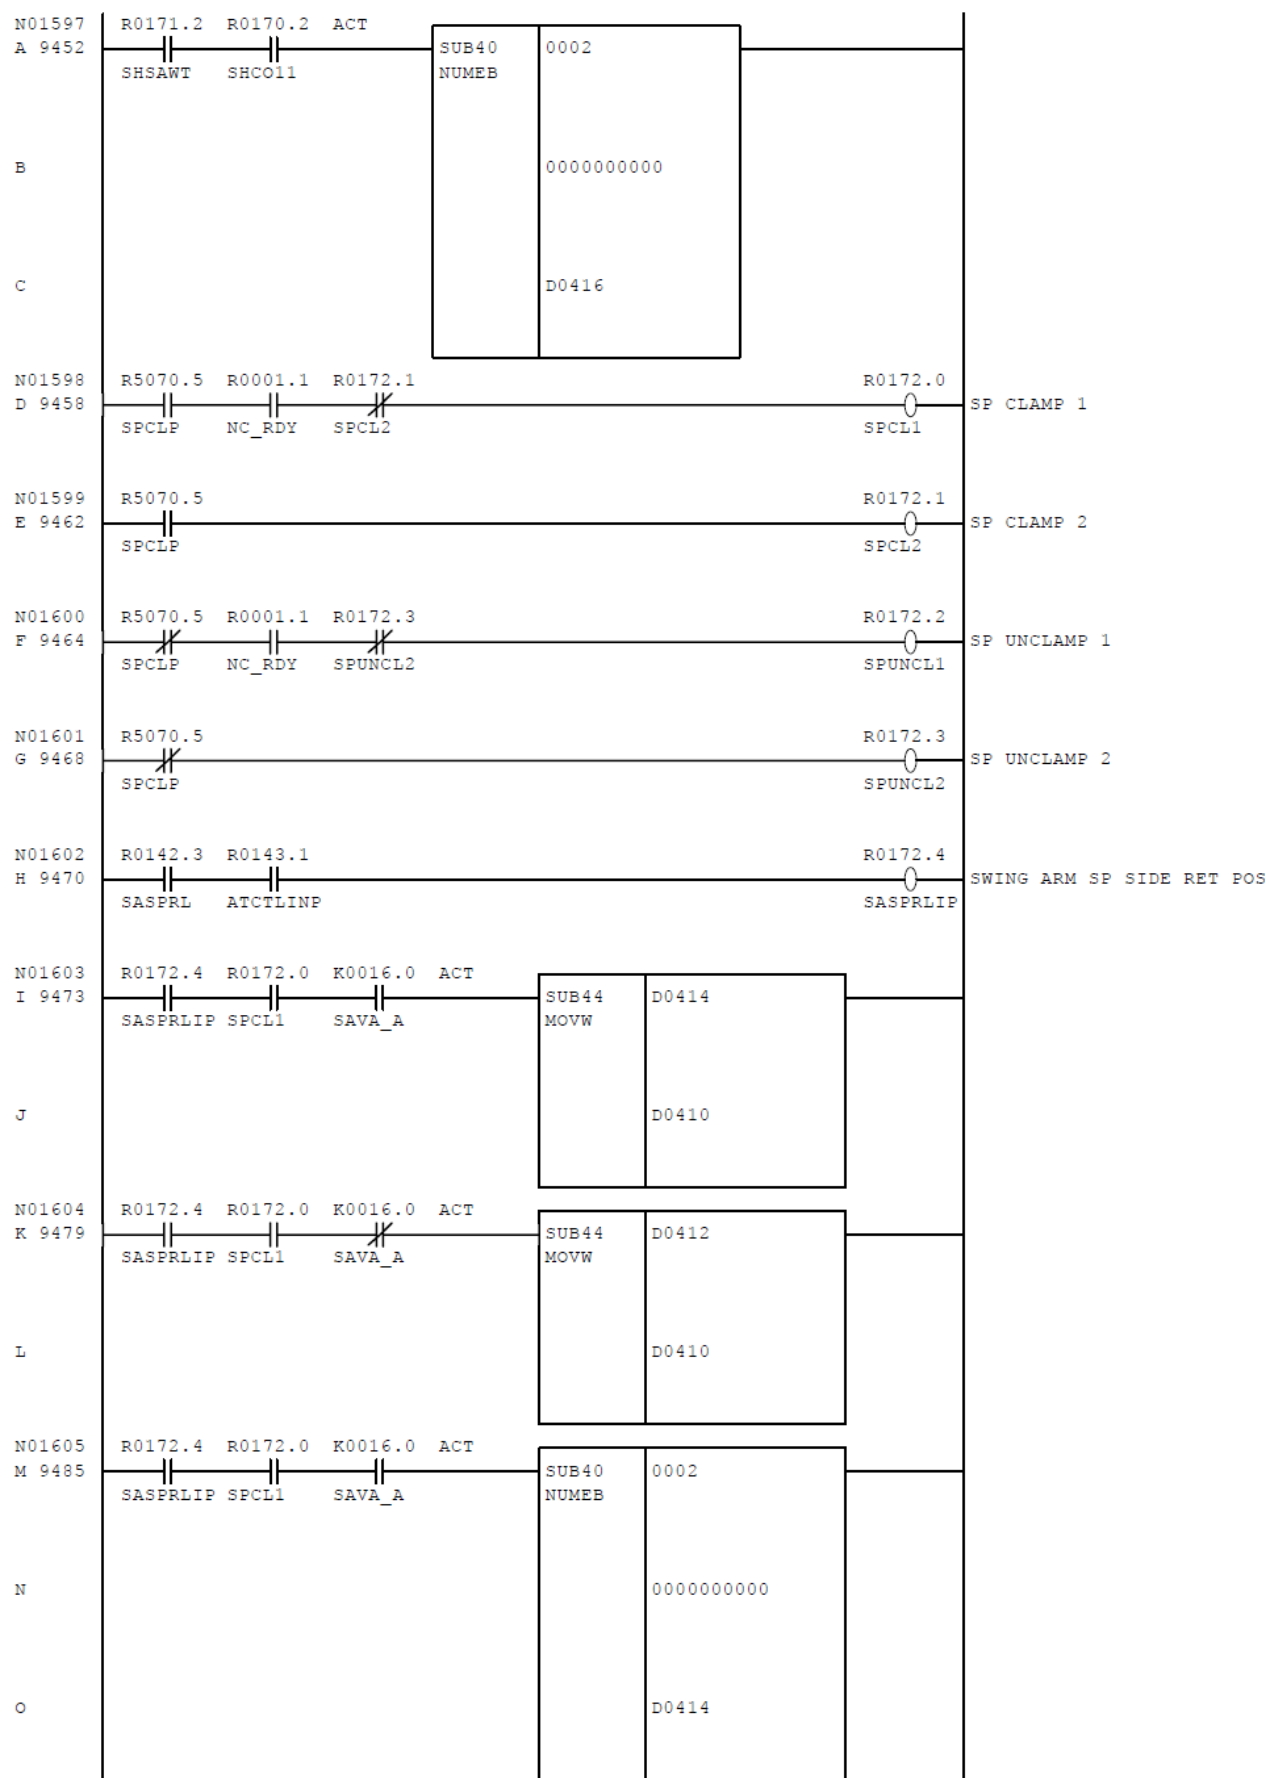 N01597 R0171.2 R0170.2 ACT
A 9452 SUB40 0002
SHSAWT SHCO11 NUMEB
B 0000000000
C D0416
N01598 R5070.5 R0001.1 R0172.1 R0172.0
D 9458 SP CLAMP 1
SPCLP NC_RDY SPCL2 SPCL1
N01599 R5070.5 R0172.1
E 9462 SP CLAMP 2
SPCLP SPCL2
N01600 R5070.5 R0001.1 R0172.3 R0172.2
F 9464 SP UNCLAMP 1
SPCLP NC_RDY SPUNCL2 SPUNCL1
N01601 R5070.5 R0172.3
G 9468 SP UNCLAMP 2
SPCLP SPUNCL2
N01602 R0142.3 R0143.1 R0172.4
H 9470 SWING ARM SP SIDE RET POS
SASPRL ATCTLINP SASPRLIP
N01603 R0172.4 R0172.0 K0016.0 ACT
I 9473 SUB44 D0414
SASPRLIP SPCL1 SAVA_A MOVW
J D0410
N01604 R0172.4 R0172.0 K0016.0 ACT
K 9479 SUB44 D0412
SASPRLIP SPCL1 SAVA_A MOVW
L D0410
N01605 R0172.4 R0172.0 K0016.0 ACT
M 9485 SUB40 0002
SASPRLIP SPCL1 SAVA_A NUMEB
N 0000000000
O D0414